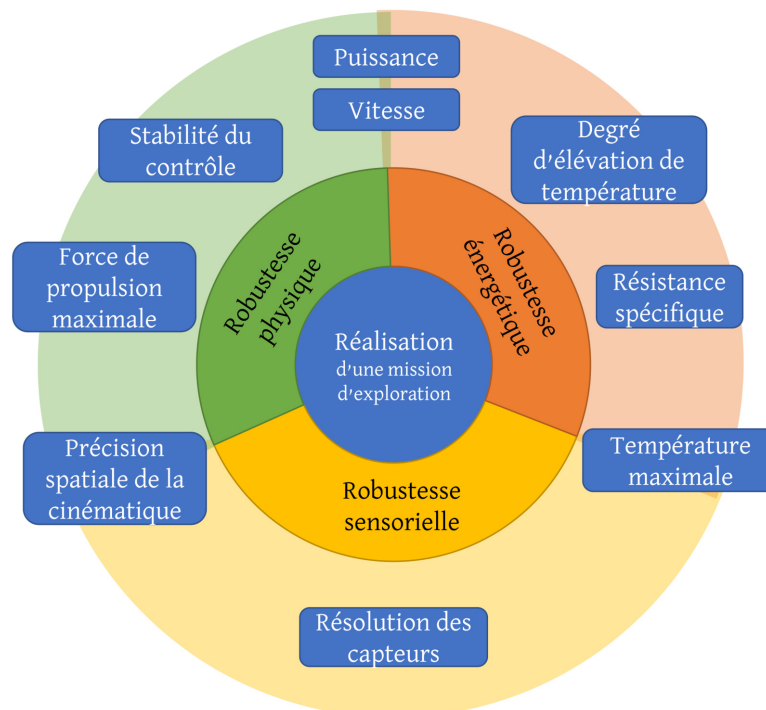 Puissance
Vitesse
Stabilité du
contrôle
Degré
d'élévation de
température
Force de
propulsion
maximale
Robustesse
physique
Robustesse
énergétique
Résistance
spécifique
Réalisation
d'une mission
d'exploration
Précision
spatiale de la
cinématique
Température
maximale
Robustesse
sensorielle
Résolution des
capteurs